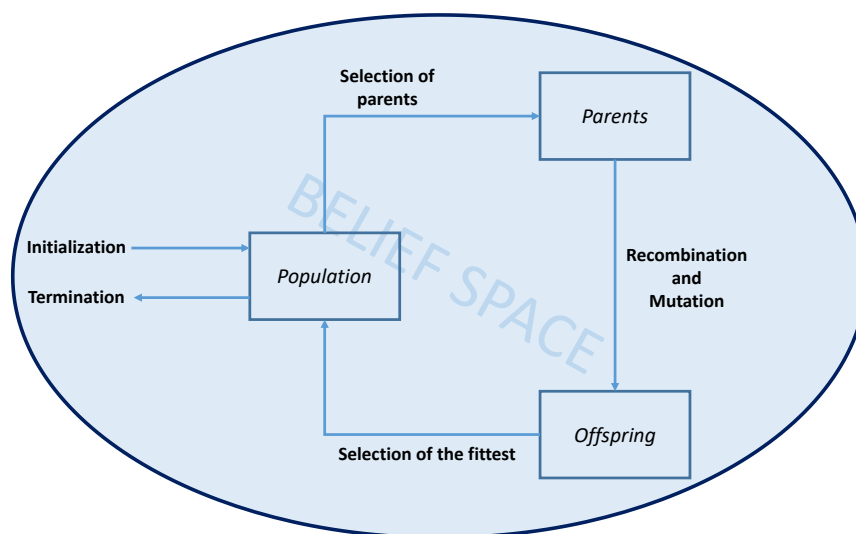 Selection of
parents
Parents
BELIEF SPACE
Initialization
Population
Termination
Recombination
and
Mutation
Selection of the fittest
Offspring